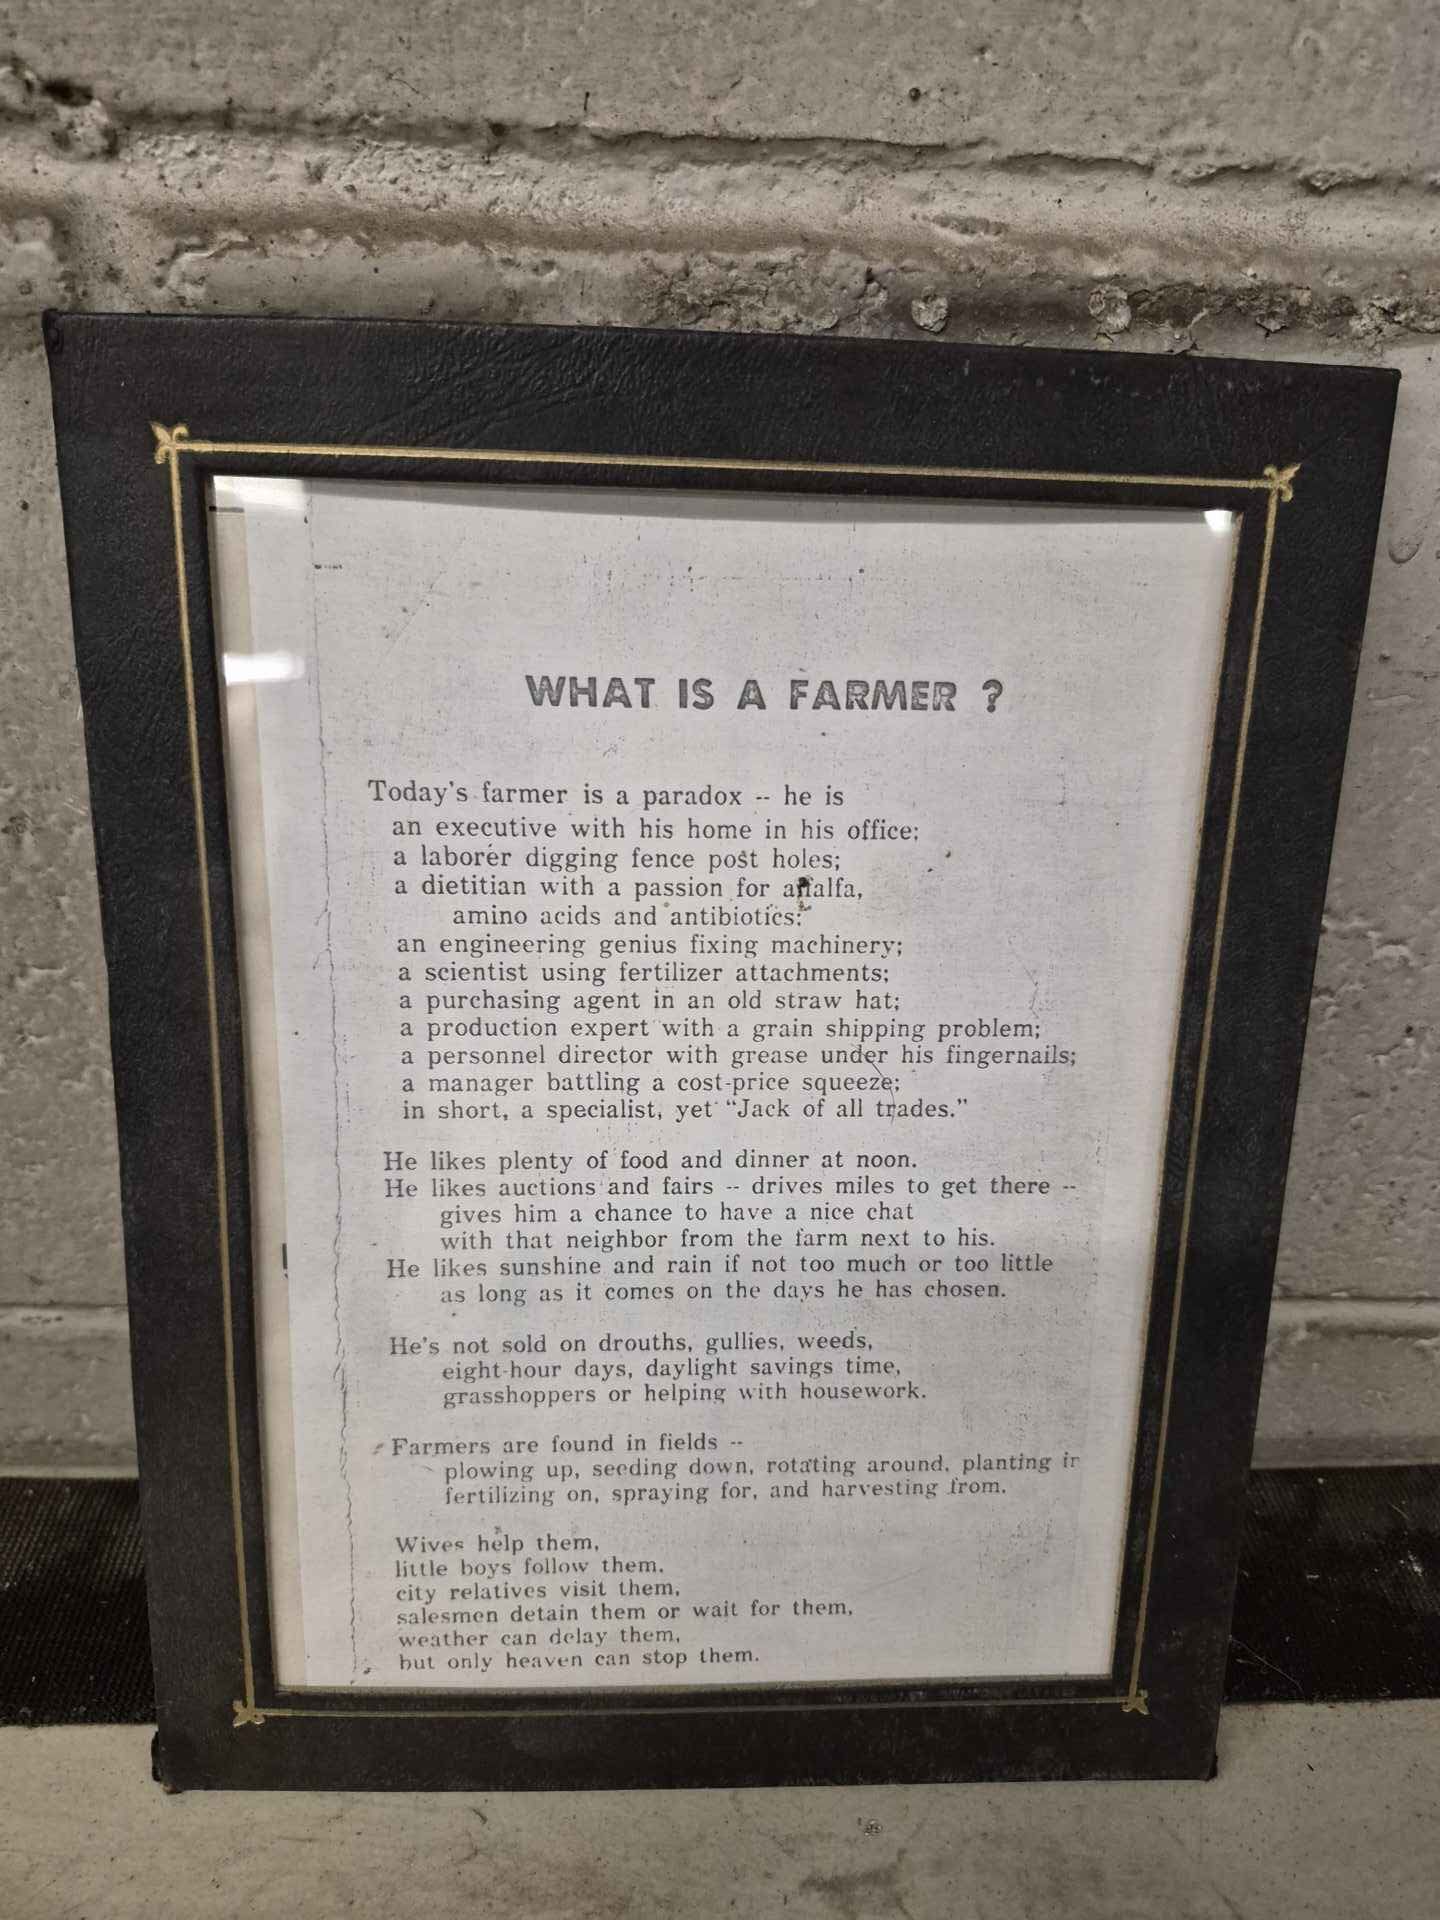 WHAT IS A FARMER ?
Today's farmer is a paradox -- he is
an executive with his home in his office;
a laborer digging fence post holes;
a dietitian with a passion for alfalfa,
amino acids and antibiotics;
an engineering genius fixing machinery;
a scientist using fertilizer attachments;
a purchasing agent in an old straw hat;
a production expert with a grain shipping problem;
a personnel director with grease under his fingernails;
a manager battling a cost-price squeeze;
in short, a specialist, yet "Jack of all trades."
He likes plenty of food and dinner at noon.
He likes auctions and fairs -- drives miles to get there --
gives him a chance to have a nice chat
with that neighbor from the farm next to his.
He likes sunshine and rain if not too much or too little
as long as it comes on the days he has chosen.
He's not sold on drouths, gullies, weeds,
eight-hour days, daylight savings time,
grasshoppers or helping with housework.
Farmers are found in fields --
plowing up, seeding down, rotating around, planting in
fertilizing on, spraying for, and harvesting from.
Wives help them,
little boys follow them,
city relatives visit them,
salesmen detain them or wait for them,
weather can delay them,
but only heaven can stop them.